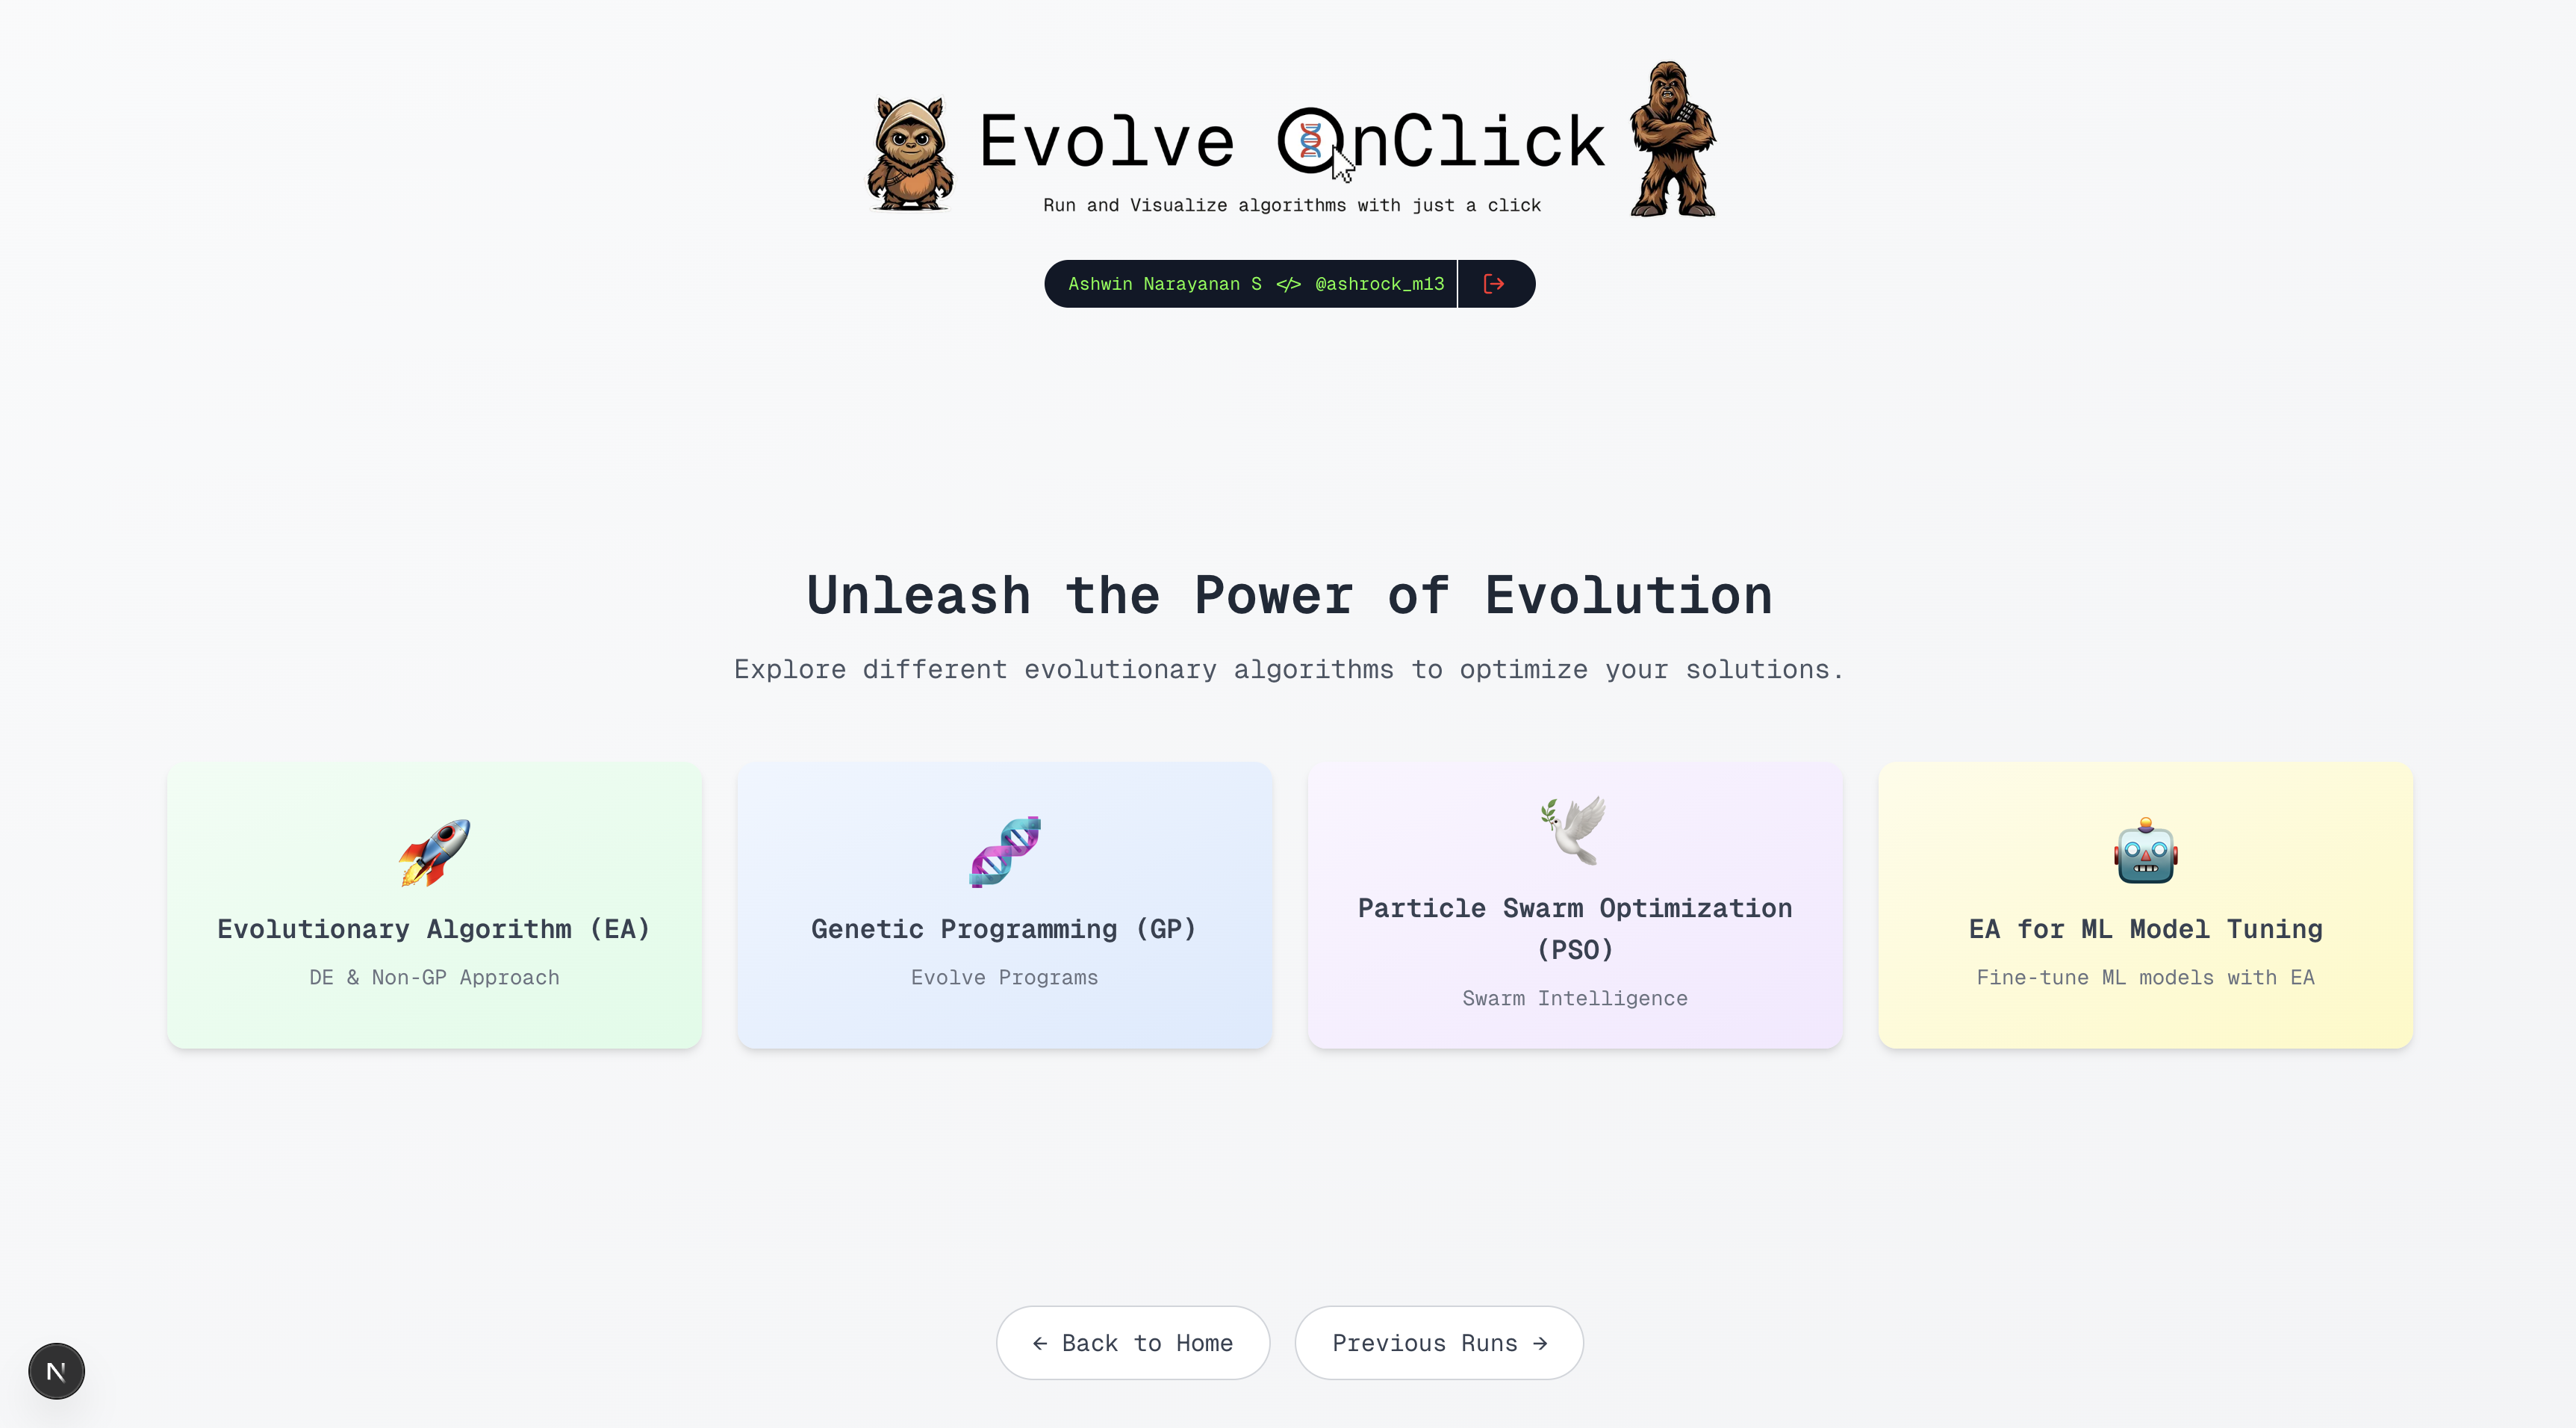 Evolve OnClick
Run and Visualize algorithms with just a click
Ashwin Narayanan S </> @ashrock_m13
Unleash the Power of Evolution
Explore different evolutionary algorithms to optimize your solutions.
Evolutionary Algorithm (EA)
DE & Non-GP Approach
Genetic Programming (GP)
Evolve Programs
Particle Swarm Optimization
(PSO)
Swarm Intelligence
EA for ML Model Tuning
Fine-tune ML models with EA
← Back to Home
Previous Runs →
N